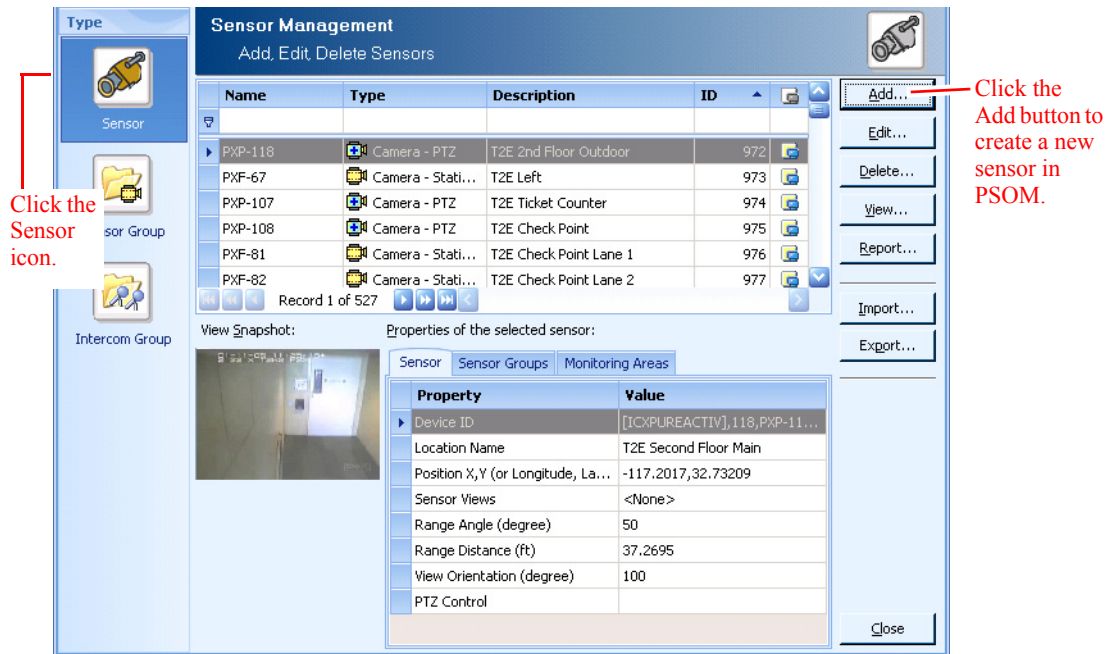 Type
Sensor
Sensor Group
Intercom Group
Click the
Sensor
icon.
Sensor Management
Add, Edit, Delete Sensors
Name Type Description ID
PXP-118 Camera - PTZ T2E 2nd Floor Outdoor 972
PXF-67 Camera - Stati... T2E Left 973
PXP-107 Camera - PTZ T2E Ticket Counter 974
PXP-108 Camera - PTZ T2E Check Point 975
PXF-81 Camera - Stati... T2E Check Point Lane 1 976
PXF-82 Camera - Stati... T2E Check Point Lane 2 977
Record 1 of 527
View Snapshot:
Properties of the selected sensor:
Sensor Sensor Groups Monitoring Areas
Property Value
Device ID [ICXPUREACTIV],118,PXP-11...
Location Name T2E Second Floor Main
Position X,Y (or Longitude, La... -117.2017,32.73209
Sensor Views <None>
Range Angle (degree) 50
Range Distance (ft) 37.2695
View Orientation (degree) 100
PTZ Control
Add...
Edit...
Delete...
View...
Report...
Import...
Export...
Close
Click the
Add button to
create a new
sensor in
PSOM.